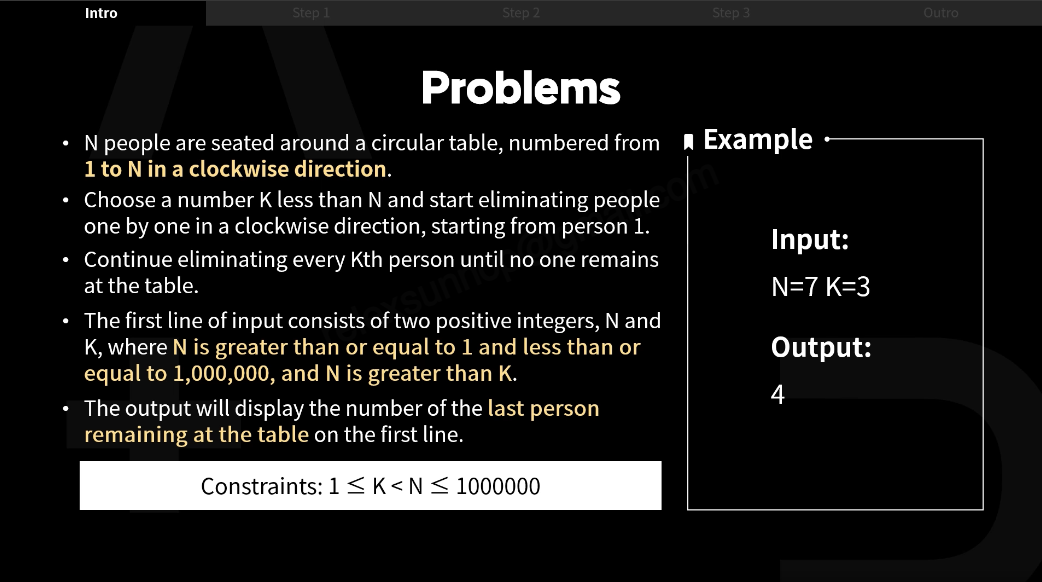 Intro
Step 1
Step 2
Step 3
Outro
Problems
• N people are seated around a circular table, numbered from
1 to N in a clockwise direction.
• Choose a number K less than N and start eliminating people
one by one in a clockwise direction, starting from person 1.
• Continue eliminating every Kth person until no one remains
at the table.
• The first line of input consists of two positive integers, N and
K, where N is greater than or equal to 1 and less than or
equal to 1,000,000, and N is greater than K.
• The output will display the number of the last person
remaining at the table on the first line.
Constraints: 1 ≤ K < N ≤ 1000000
Example
Input:
N=7 K=3
Output:
4